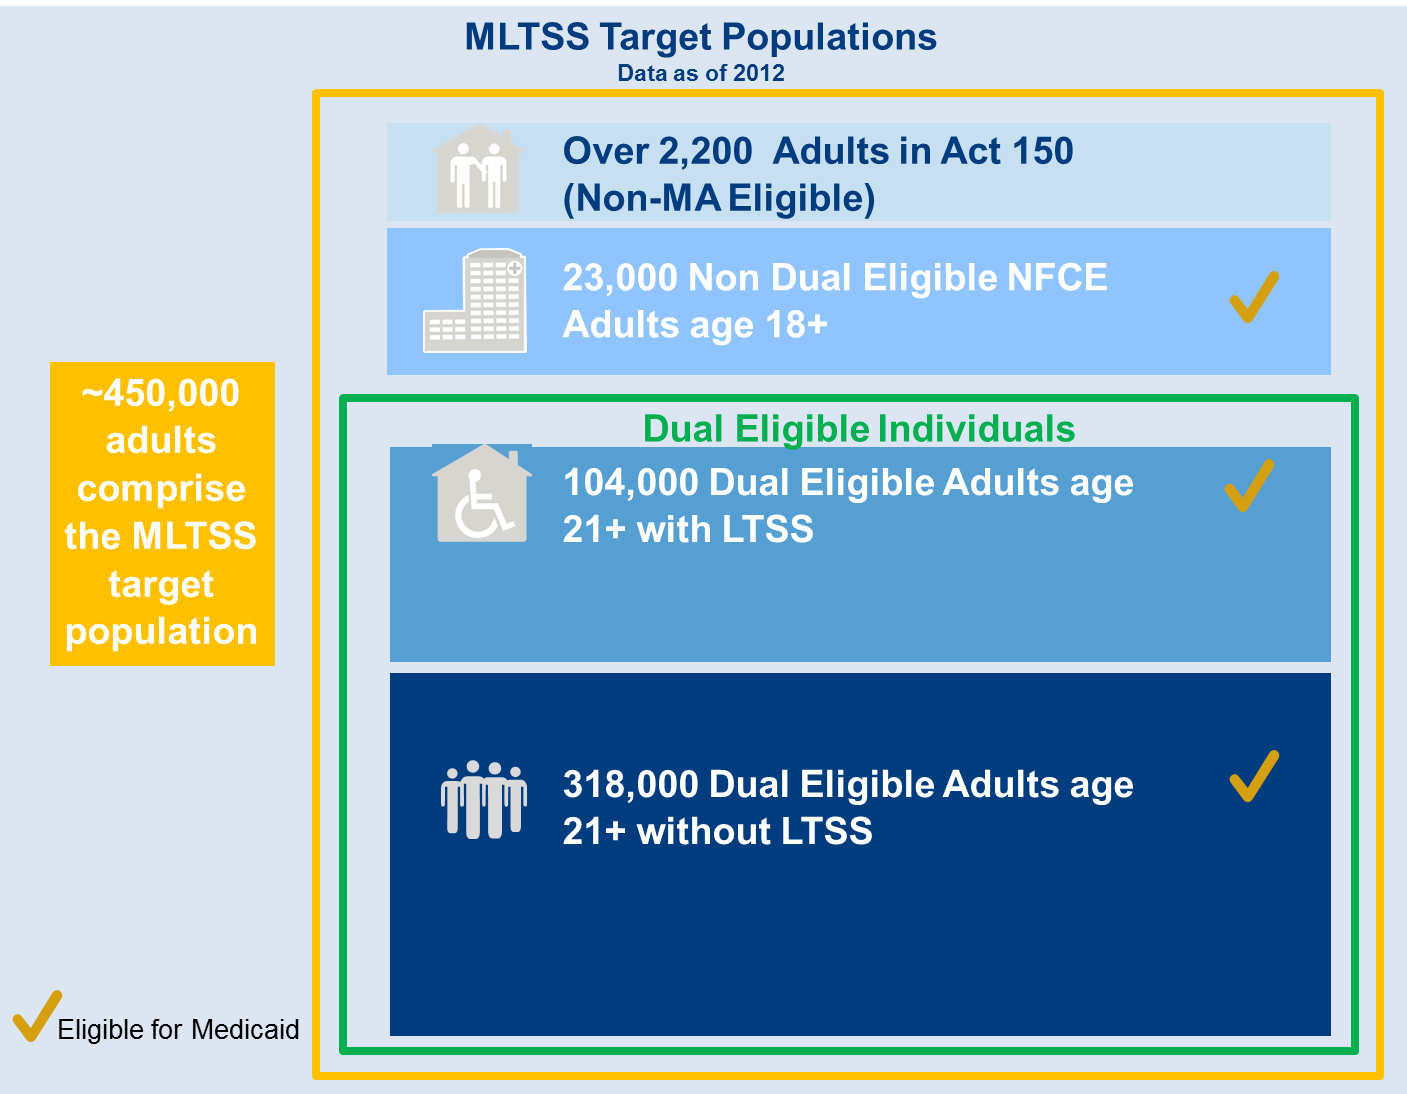 MLTSS Target Populations
Data as of 2012
Over 2,200 Adults in Act 150
(Non-MA Eligible)
23,000 Non Dual Eligible NFCE
Adults age 18+
~450,000
adults
comprise
the MLTSS
target
population
Dual Eligible Individuals
104,000 Dual Eligible Adults age
21+ with LTSS
318,000 Dual Eligible Adults age
21+ without LTSS
Eligible for Medicaid